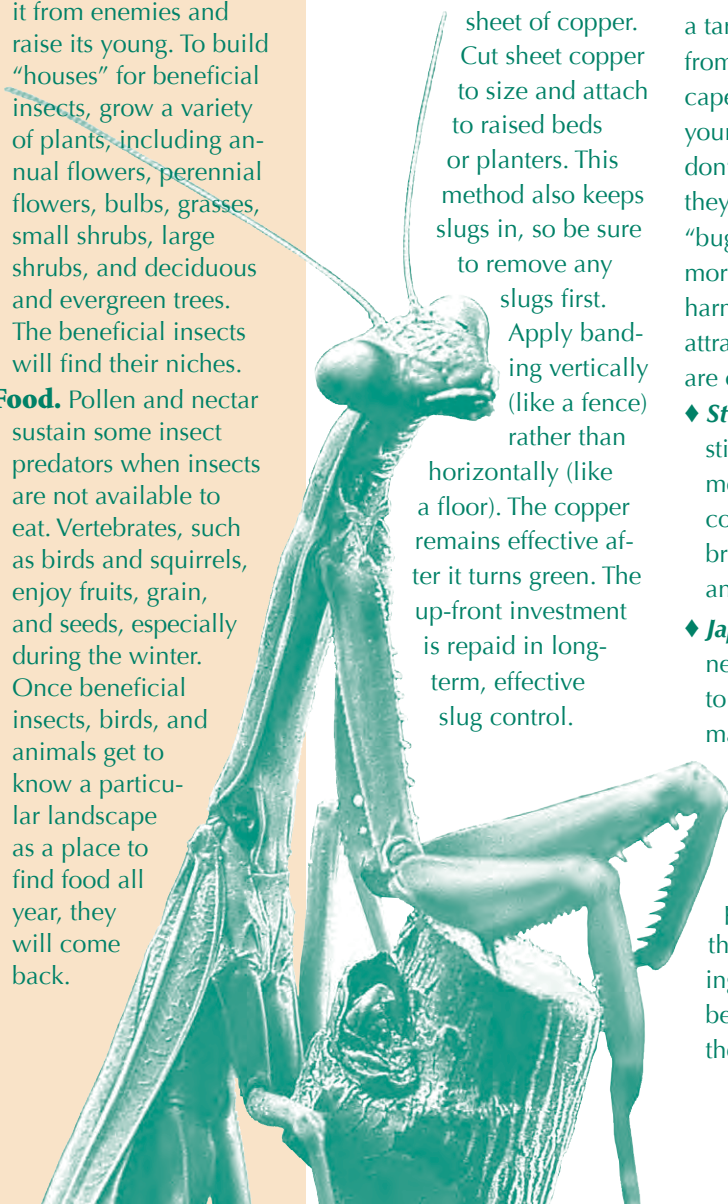 it from enemies and
raise its young. To build
“houses” for beneficial
insects, grow a variety
of plants, including an-
nual flowers, perennial
flowers, bulbs, grasses,
small shrubs, large
shrubs, and deciduous
and evergreen trees.
The beneficial insects
will find their niches.
Food. Pollen and nectar
sustain some insect
predators when insects
are not available to
eat. Vertebrates, such
as birds and squirrels,
enjoy fruits, grain,
and seeds, especially
during the winter.
Once beneficial
insects, birds, and
animals get to
know a particu-
lar landscape
as a place to
find food all
year, they
will come
back.
sheet of copper.
Cut sheet copper
to size and attach
to raised beds
or planters. This
method also keeps
slugs in, so be sure
to remove any
slugs first.
Apply band-
ing vertically
(like a fence)
rather than
horizontally (like
a floor). The copper
remains effective af-
ter it turns green. The
up-front investment
is repaid in long-
term, effective
slug control.
a
from
they
are
♦